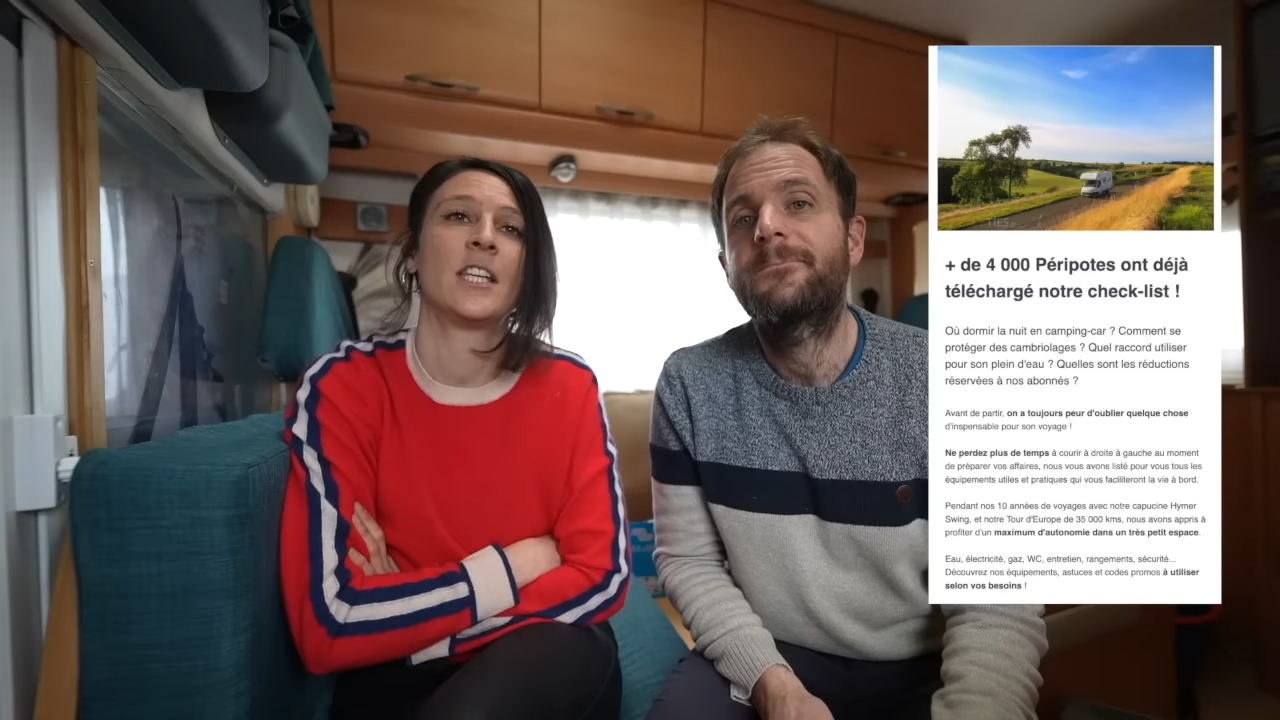 + de 4 000 Péripotes ont déjà
téléchargé notre check-list !
Où dormir la nuit en camping-car ? Comment se
protéger des cambriolages ? Quel raccord utiliser
pour son plein d'eau ? Quelles sont les réductions
réservées à nos abonnés ?
Avant de partir, on a toujours peur d'oublier quelque chose
d'inspensable pour son voyage !
Ne perdez plus de temps à courir à droite à gauche au moment
de préparer vos affaires, nous vous avons listé pour vous tous les
équipements utiles et pratiques qui vous faciliteront la vie à bord.
Pendant nos 10 années de voyages avec notre capucine Hymer
Swing, et notre Tour d'Europe de 35 000 kms, nous avons appris à
profiter d'un maximum d'autonomie dans un très petit espace.
Eau, électricité, gaz, WC, entretien, rangements, sécurité...
Découvrez nos équipements, astuces et codes promos à utiliser
selon vos besoins !